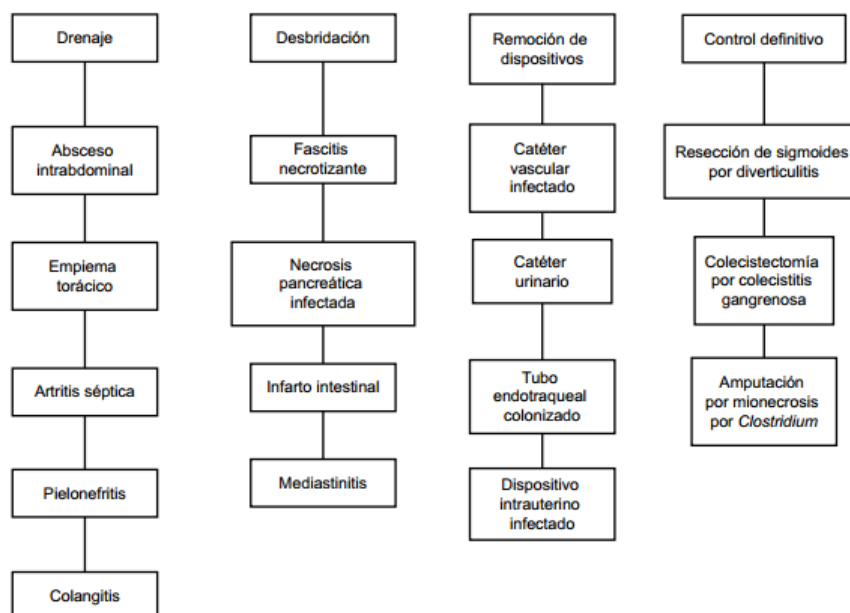 Drenaje
Absceso
intrabdominal
Empiema
torácico
Artritis séptica
Pielonefritis
Colangitis
Desbridación
Fascitis
necrotizante
Necrosis
pancreática
infectada
Infarto intestinal
Mediastinitis
Remoción de
dispositivos
Catéter
vascular
infectado
Catéter
urinario
Tubo
endotraqueal
colonizado
Dispositivo
intrauterino
infectado
Control definitivo
Resección de sigmoides
por diverticulitis
Colecistectomía
por colecistitis
gangrenosa
Amputación
por mionecrosis
por Clostridium